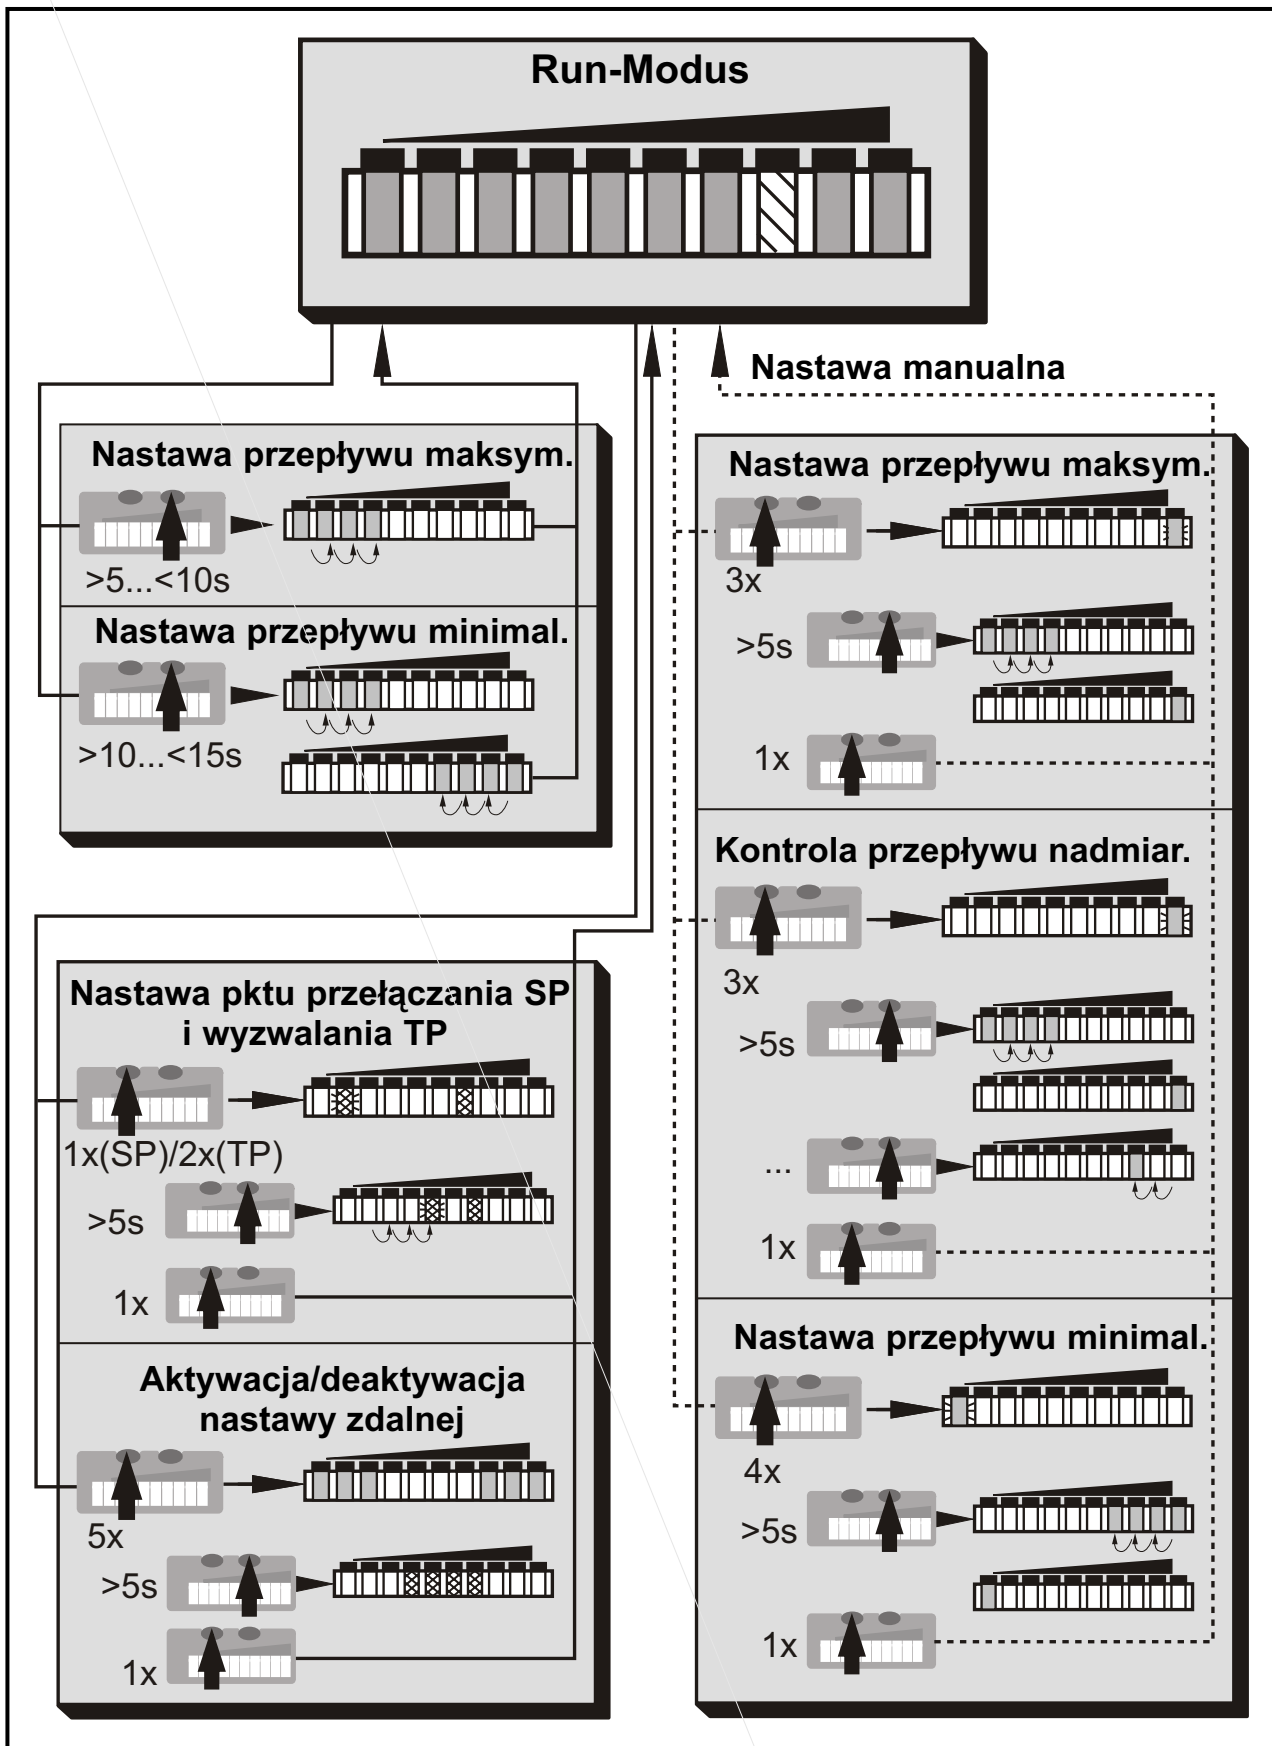 Run-Modus
Nastawa manualna
Nastawa przepływu maksym.
>5...<10s
Nastawa przepływu minimal.
>10...<15s
Nastawa pktu przełączania SP
i wyzwalania TP
1x(SP)/2x(TP)
>5s
1x
Aktywacja/deaktywacja
nastawy zdalnej
5x
>5s
1x
Nastawa przepływu maksym.
3x
>5s
1x
Kontrola przepływu nadmiar.
3x
>5s
...
1x
Nastawa przepływu minimal.
4x
>5s
1x